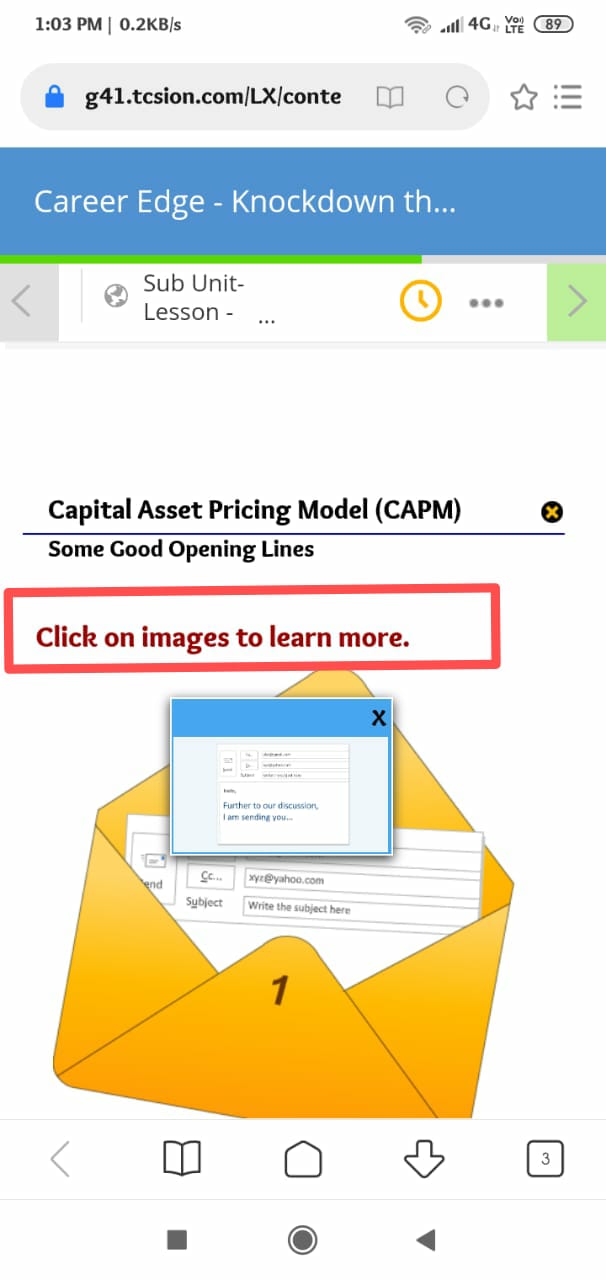 1:03 PM | 0.2KB/s
4G
Vo))
LTE
89
g41.tcsion.com/LX/conte
Career Edge - Knockdown th...
Sub Unit-
Lesson - ...
Capital Asset Pricing Model (CAPM)
Some Good Opening Lines
Click on images to learn more.
X
Subject
Hello,
Further to our discussion,
I am sending you...
end
Cc...
xyz@yahoo.com
Subject
Write the subject here
1
3